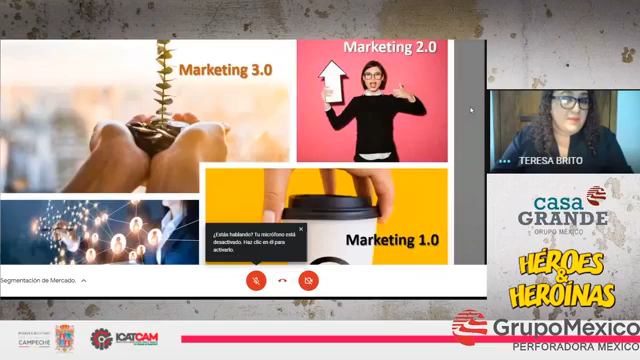 Marketing 3.0
Marketing 2.0
Marketing 1.0
¿Estás hablando? Tu micrófono está
desactivado. Haz clic en él para
activarlo.
Segmentación de Mercado.
TERESA BRITO
casa
GRANDE
GRUPO MÉXICO
HÉROES
&
HEROÍNAS
CAMPECHE
ICATCAM
GrupoMéxico
PERFORADORA MÉXICO